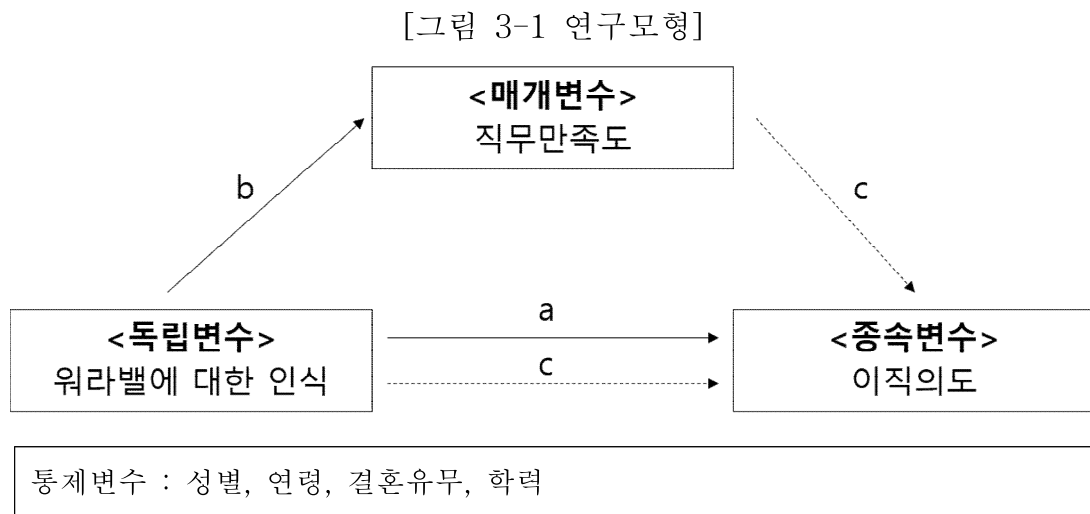 [그림 3-1 연구모형]
<매개변수>
직무만족도
b
c
a
<독립변수>
워라밸에 대한 인식
c
<종속변수>
이직의도
통제변수 : 성별, 연령, 결혼유무, 학력